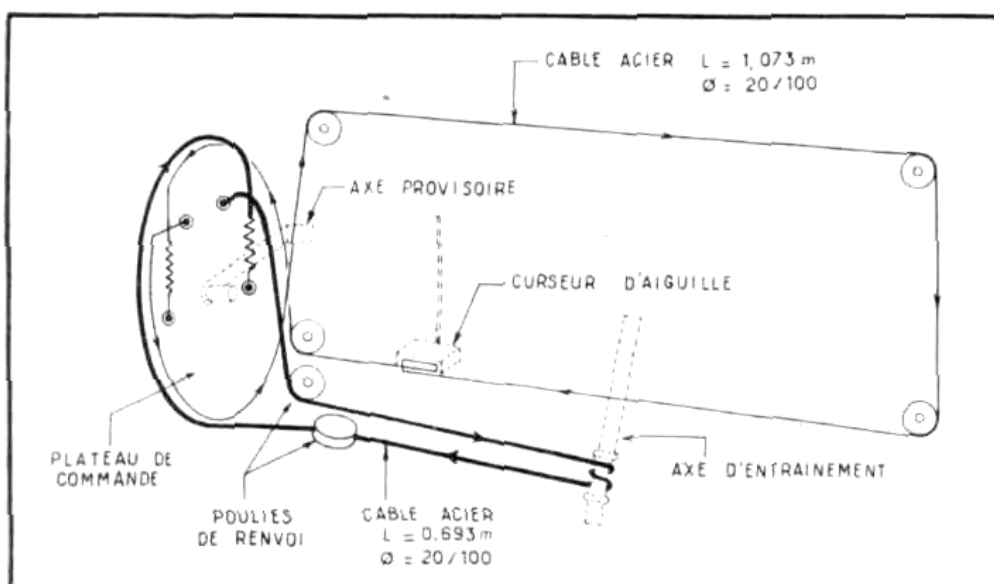 CABLE ACIER L = 1,073 m
Ø = 20/100
AXE PROVISOIRE
CURSEUR D'AIGUILLE
PLATEAU DE
COMMANDE
AXE D'ENTRAINEMENT
POULIES
DE RENVOI
CABLE ACIER
L = 0.693 m
Ø = 20/100